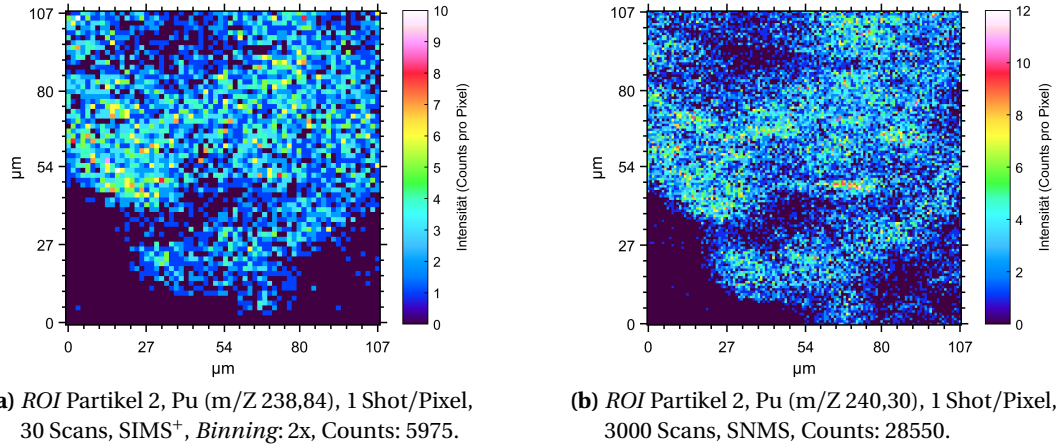 107
80
54
27
0
0 27 54 80 107
µm
µm
10
9
8
7
6
5
4
3
2
1
0
Intensität (Counts pro Pixel)
107
80
54
27
0
0 27 54 80 107
µm
µm
12
10
8
6
4
2
0
Intensität (Counts pro Pixel)
a) ROI Partikel 2, Pu (m/Z 238,84), 1 Shot/Pixel,
30 Scans, SIMS⁺, Binning: 2x, Counts: 5975.
(b) ROI Partikel 2, Pu (m/Z 240,30), 1 Shot/Pixel,
3000 Scans, SNMS, Counts: 28550.